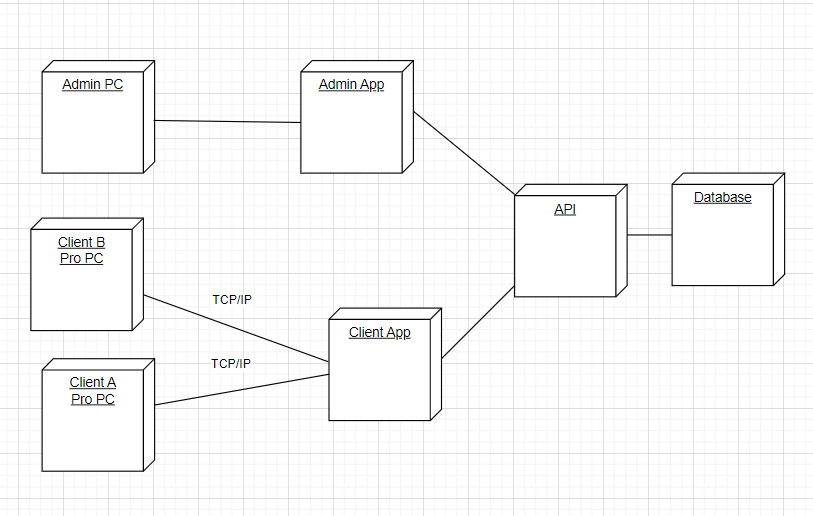 Admin PC
Admin App
API
Database
Client B
Pro PC
TCP/IP
Client App
TCP/IP
Client A
Pro PC